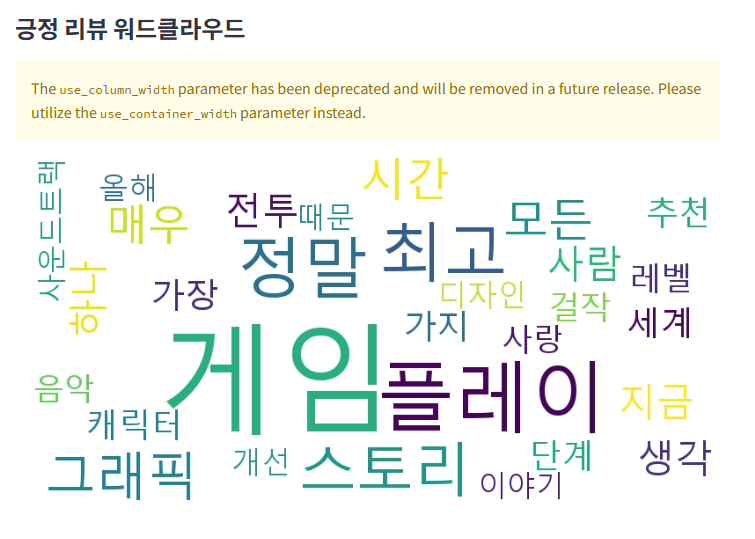 긍정 리뷰 워드클라우드
The use_column_width parameter has been deprecated and will be removed in a future release. Please
utilize the use_container_width parameter instead.
사운드트랙
올해
시간
매우
전투
때문
모든
추천
정말
최고
사람
레벨
하나
가장
디자인
걸작
세계
가지
사랑
게임
플레이
음악
지금
캐릭터
그래픽
개선
스토리
단계
생각
이야기